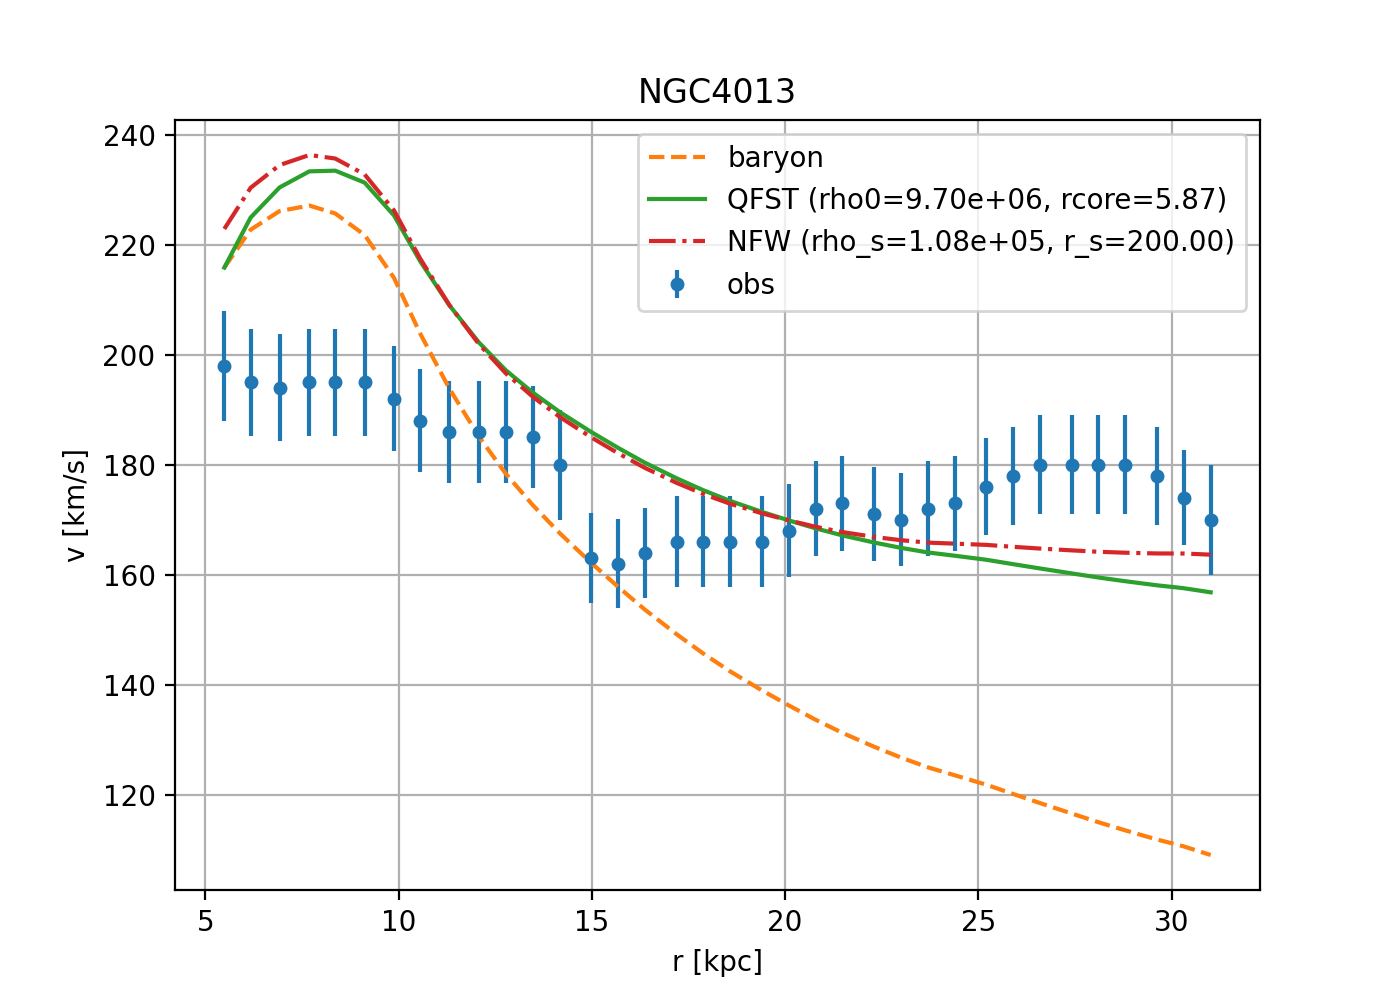 NGC4013
240
220
200
180
160
140
120
v [km/s]
baryon
QFST (rho0=9.70e+06, rcore=5.87)
NFW (rho_s=1.08e+05, r_s=200.00)
obs
5
10
15
20
25
30
r [kpc]